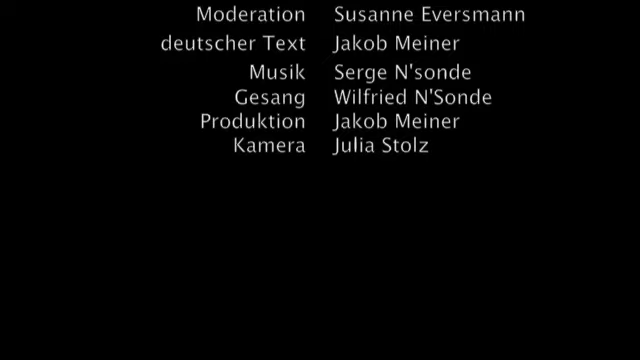 Moderation Susanne Eversmann
deutscher Text Jakob Meiner
Musik Serge N'sonde
Gesang Wilfried N'Sonde
Produktion Jakob Meiner
Kamera Julia Stolz